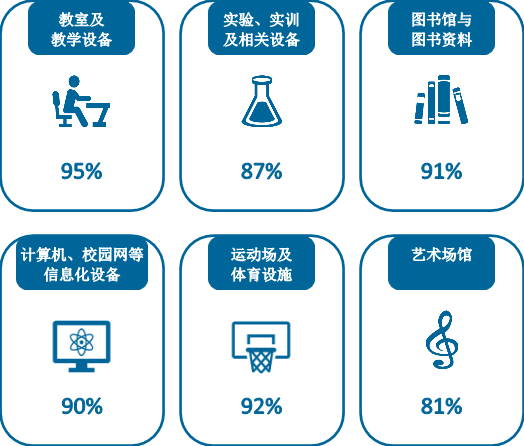 教室及
教学设备
95%
实验、实训
及相关设备
87%
图书馆与
图书资料
91%
计算机、校园网等
信息化设备
90%
运动场及
体育设施
92%
艺术场馆
81%